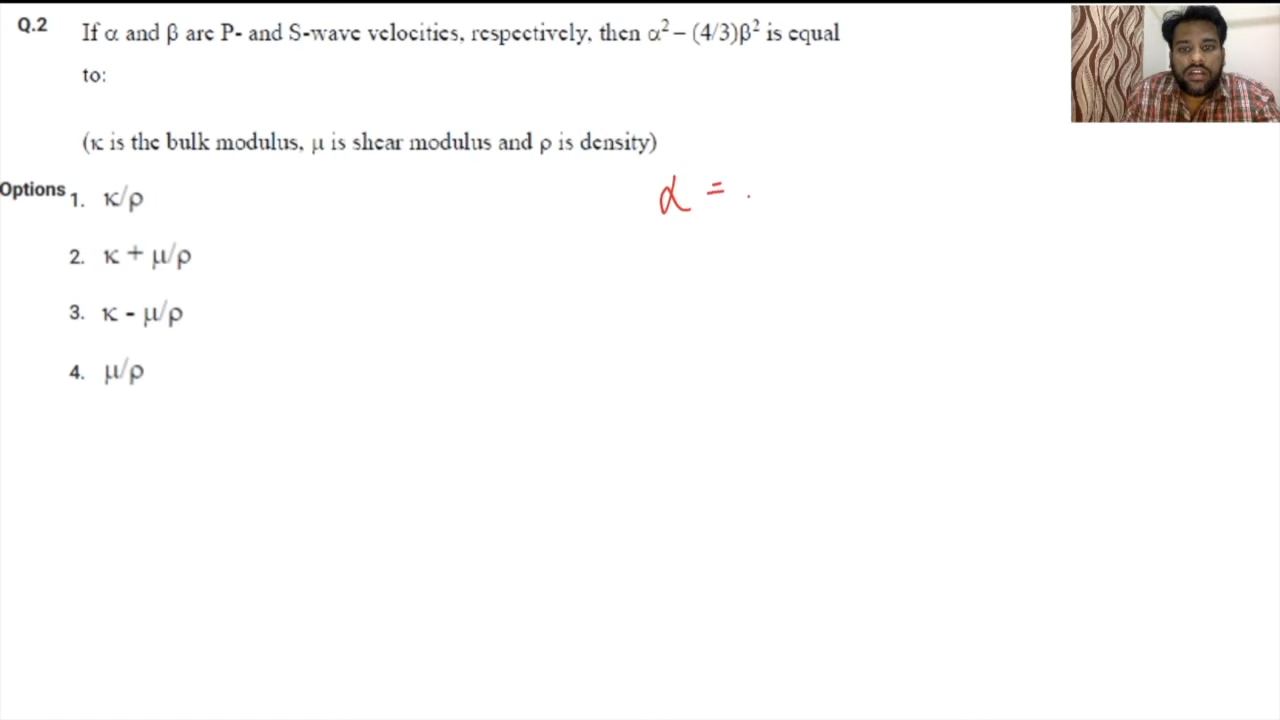 Q.2 If α and β are P- and S-wave velocities, respectively, then α² – (4/3)β² is equal
to:
(κ is the bulk modulus, μ is shear modulus and ρ is density)
Options 1. κ/ρ
2. κ + μ/ρ
3. κ - μ/ρ
4. μ/ρ
α = .